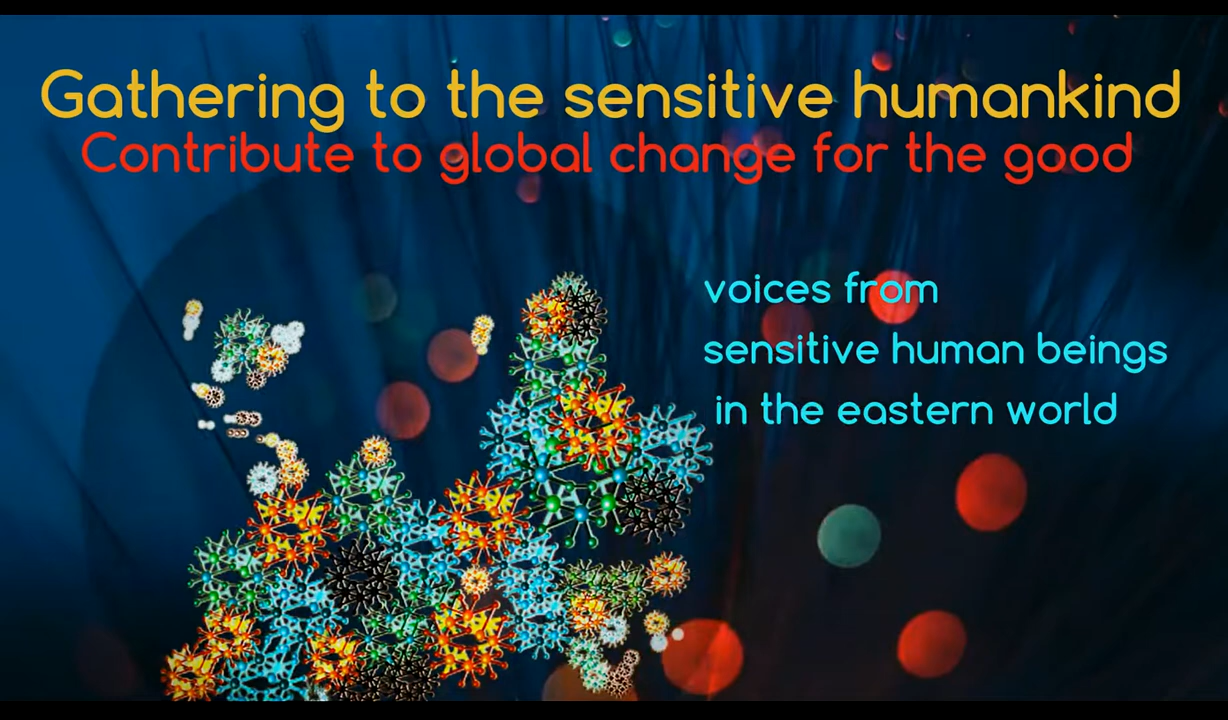 Gathering to the sensitive humankind
Contribute to global change for the good
voices from
sensitive human beings
in the eastern world